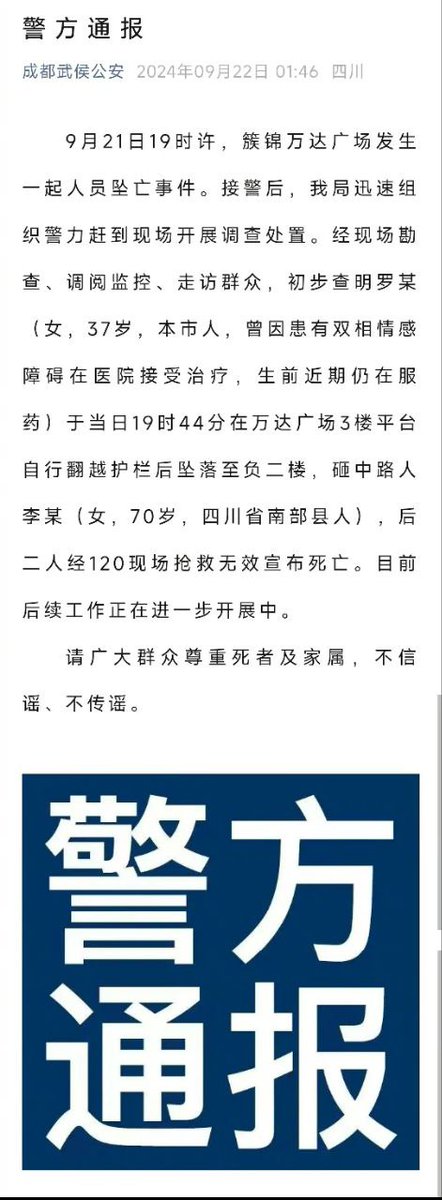 警方通报
成都武侯公安 2024年09月22日 01:46 四川
9月21日19时许，簇锦万达广场发生
一起人员坠亡事件。接警后，我局迅速组
织警力赶到现场开展调查处置。经现场勘
查、调阅监控、走访群众，初步查明罗某
（女，37岁，本市人，曾因患有双相情感
障碍在医院接受治疗，生前近期仍在服
药）于当日19时44分在万达广场3楼平台
自行翻越护栏后坠落至负二楼，砸中路人
李某（女，70岁，四川省南部县人），后
二人经120现场抢救无效宣布死亡。目前
后续工作正在进一步开展中。
请广大群众尊重死者及家属，不信
谣、不传谣。
警方
通报